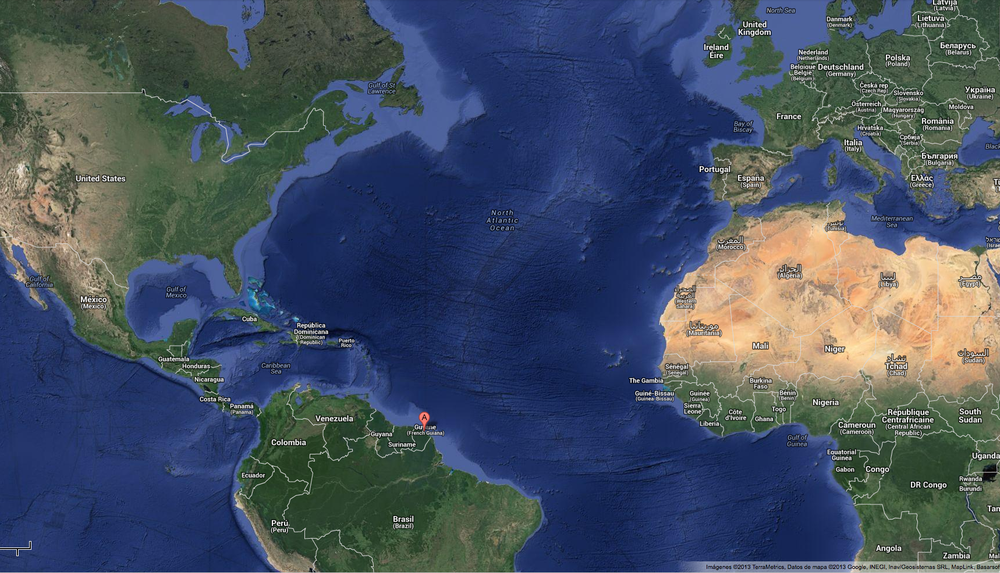 Latvija
(Latvia)
North Sea
Danmark
(Denmark)
Lietuva
(Lithuania)
United
Kingdom
Ireland
Éire
Беларусь
(Belarus)
Nederland
(Netherlands)
Polska
(Poland)
Belgique
België
(Belgium)
Deutschland
(Germany)
Gulf of St
Lawrence
Česká rep
(Czech Rep)
Slovensko
(Slovakia)
Україна
(Ukraine)
Österreich
(Austria)
Magyarország
(Hungary)
Moldova
France
România
(Romania)
Bay of
Biscay
Hrvatska
(Croatia)
Србија
(Serbia)
Italia
(Italy)
Black
България
(Bulgaria)
Portugal
España
(Spain)
Ελλάς
(Greece)
United States
North
Atlantic
Ocean
Mediterranean
Sea
تونس
(Tunisia)
المغرب
(Morocco)
الجزائر
(Algeria)
ليبيا
(Libya)
مصر
(Egypt)
Gulf of
California
Gulf of
Mexico
México
(Mexico)
الصحراء
الغربية
(Western
Sahara)
Cuba
República
Dominicana
(Dominican
Republic)
Puerto
Rico
موريتانيا
(Mauritania)
Mali
Niger
تشاد
Tchad
(Chad)
السودان
(Sudan)
Guatemala
Honduras
Nicaragua
Caribbean
Sea
Sénégal
(Senegal)
The Gambia
Guiné-Bissau
(Guinea-Bissau)
Guinée
(Guinea)
Burkina
Faso
Bénin
(Benin)
Costa Rica
Panamá
(Panama)
Sierra
Leone
Liberia
Côte
d'Ivoire
Ghana
Togo
Nigeria
South
Sudan
République
Centrafricaine
(Central African
Republic)
Cameroun
(Cameroon)
Venezuela
A
Guyane
(French Guiana)
Guyana
Suriname
Colombia
Gulf of
Guinea
Equatorial
Guinea
Gabon
Congo
Uganda
Ecuador
Rwanda
Burundi
DR Congo
Tan
Perú
(Peru)
Brasil
(Brazil)
Angola
Zambia
Mal
Imágenes ©2013 TerraMetrics, Datos de mapa ©2013 Google, INEGI, Inav/Geosistemas SRL, MapLink, Basarsof